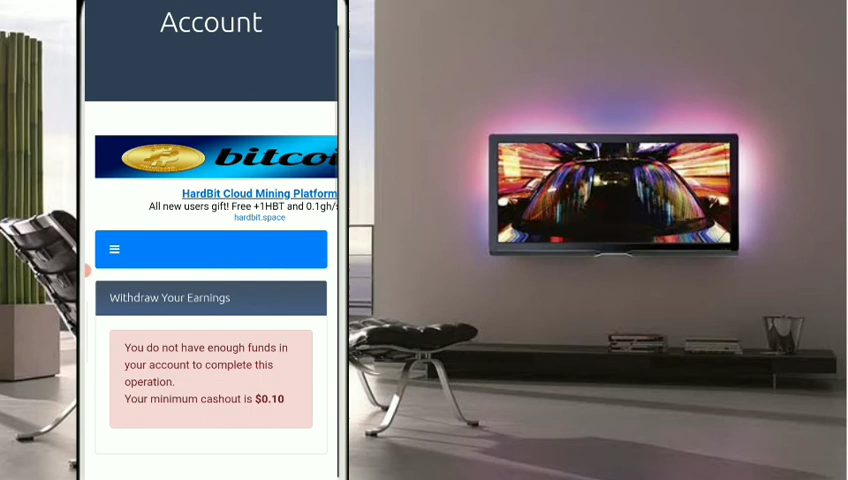 Account
bitcoi
HardBit Cloud Mining Platform
All new users gift! Free +1HBT and 0.1gh/s
hardbit.space
Withdraw Your Earnings
You do not have enough funds in
your account to complete this
operation.
Your minimum cashout is $0.10